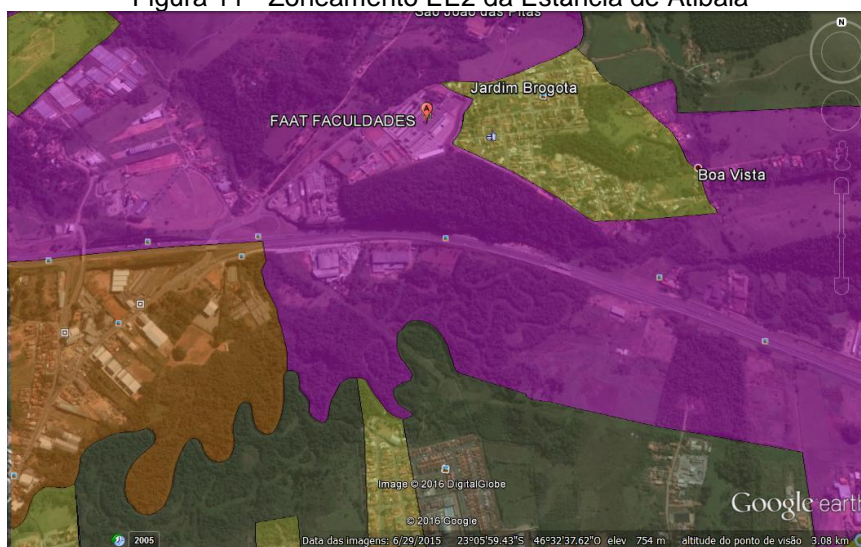 Figura 11 - Zoneamento EE2 da Estância de Atibaia
São João das Pitas
Jardim Brogota
FAAT FACULDADES
A
Boa Vista
N
Image © 2016 DigitalGlobe
© 2016 Google
Google earth
2005
Data das imagens: 6/29/2015 23°05'59.43"S 46°32'37.62"O elev 754 m altitude do ponto de visão 3.08 km